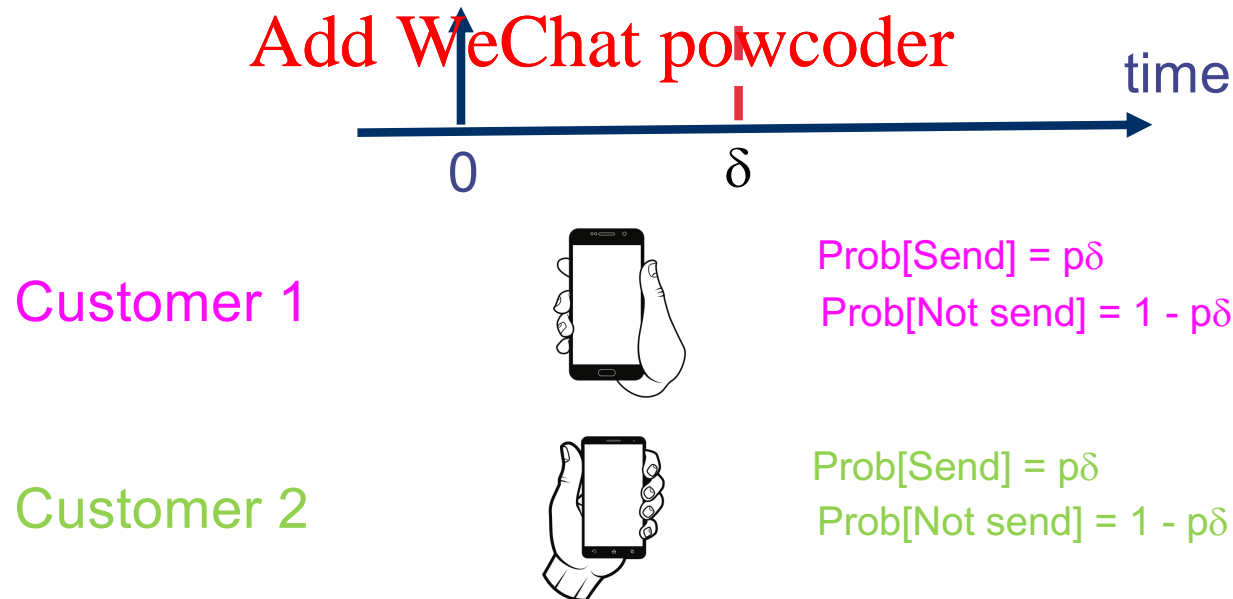 Add WeChat powcoder
time
0
δ
Customer 1
Prob[Send] = pδ
Prob[Not send] = 1 - pδ
Customer 2
Prob[Send] = pδ
Prob[Not send] = 1 - pδ